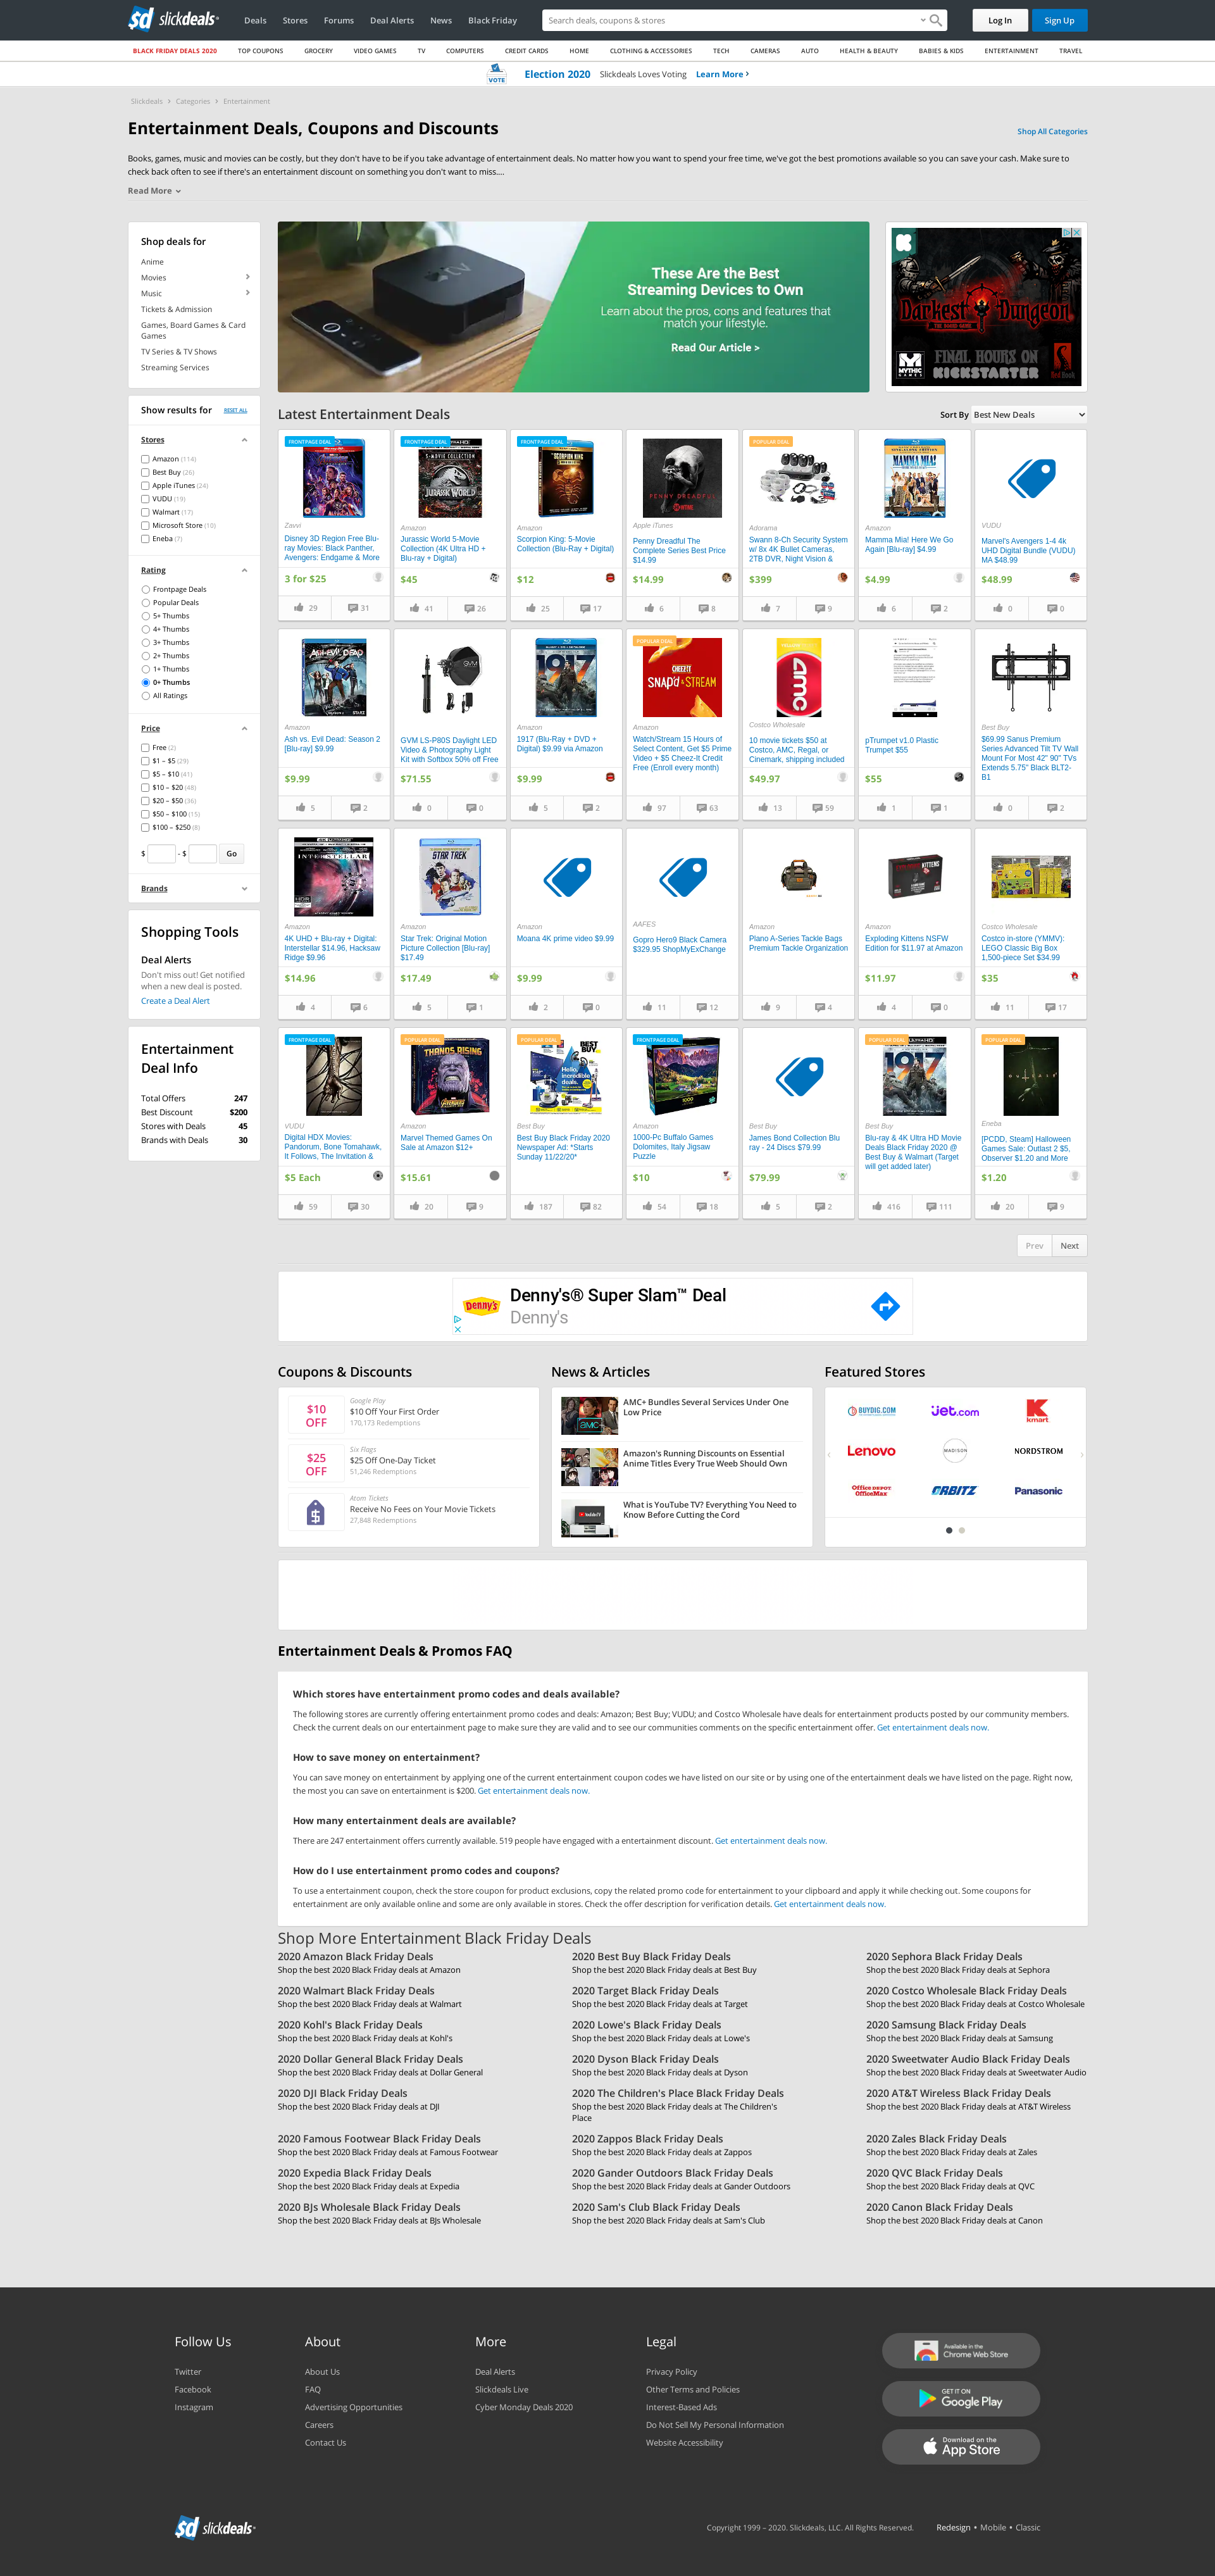 slickdeals
Deals
Stores
Forums
Deal Alerts
News
Black Friday
Search deals, coupons & stores
Log In
Sign Up
BLACK FRIDAY DEALS 2020
TOP COUPONS
GROCERY
VIDEO GAMES
TV
COMPUTERS
CREDIT CARDS
HOME
CLOTHING & ACCESSORIES
TECH
CAMERAS
AUTO
HEALTH & BEAUTY
BABIES & KIDS
ENTERTAINMENT
TRAVEL
VOTE
Election 2020 Slickdeals Loves Voting Learn More
Slickdeals
Categories
Entertainment
Entertainment Deals, Coupons and Discounts
Shop All Categories
Books, games, music and movies can be costly, but they don't have to be if you take advantage of entertainment deals. No matter how you want to spend your free time, we've got the best promotions available so you can save your cash. Make sure to
check back often to see if there's an entertainment discount on something you don't want to miss....
Read More
Shop deals for
Anime
Movies
Music
Tickets & Admission
Games, Board Games & Card
Games
TV Series & TV Shows
Streaming Services
These Are the Best
Streaming Devices to Own
Learn about the pros, cons and features that
match your lifestyle.
Read Our Article >
Darkest Dungeon
THE BOARD GAME
FINAL HOURS ON
KICKSTARTER
MYTHIC GAMES
Red Hook
Show results for
RESET ALL
Stores
Amazon (114)
Best Buy (26)
Apple iTunes (24)
VUDU (19)
Walmart (17)
Microsoft Store (10)
Eneba (7)
Rating
Frontpage Deals
Popular Deals
5+ Thumbs
4+ Thumbs
3+ Thumbs
2+ Thumbs
1+ Thumbs
0+ Thumbs
All Ratings
Price
Free (2)
$1 – $5 (29)
$5 – $10 (41)
$10 – $20 (48)
$20 – $50 (36)
$50 – $100 (15)
$100 – $250 (8)
$ - $ Go
Brands
Shopping Tools
Deal Alerts
Don't miss out! Get notified
when a new deal is posted.
Create a Deal Alert
Entertainment
Deal Info
Total Offers 247
Best Discount $200
Stores with Deals 45
Brands with Deals 30
Latest Entertainment Deals
Sort By Best New Deals
FRONTPAGE DEAL
Zavvi
Disney 3D Region Free Blu-
ray Movies: Black Panther,
Avengers: Endgame & More
3 for $25
29 31
FRONTPAGE DEAL
5-MOVIE COLLECTION
JURASSIC WORLD
Amazon
Jurassic World 5-Movie
Collection (4K Ultra HD +
Blu-ray + Digital)
$45
41 26
FRONTPAGE DEAL
Amazon
Scorpion King: 5-Movie
Collection (Blu-Ray + Digital)
$12
25 17
PENNY DREADFUL
SHOWTIME
Apple iTunes
Penny Dreadful The
Complete Series Best Price
$14.99
$14.99
6 8
POPULAR DEAL
Adorama
Swann 8-Ch Security System
w/ 8x 4K Bullet Cameras,
2TB DVR, Night Vision &
$399
7 9
MAMMA MIA!
Amazon
Mamma Mia! Here We Go
Again [Blu-ray] $4.99
$4.99
6 2
VUDU
Marvel's Avengers 1-4 4k
UHD Digital Bundle (VUDU)
MA $48.99
$48.99
0 0
ASH vs EVIL DEAD
STARZ
Amazon
Ash vs. Evil Dead: Season 2
[Blu-ray] $9.99
$9.99
5 2
GVM
GVM LS-P80S Daylight LED
Video & Photography Light
Kit with Softbox 50% off Free
$71.55
0 0
1917
Amazon
1917 (Blu-Ray + DVD +
Digital) $9.99 via Amazon
$9.99
5 2
POPULAR DEAL
CHEEZ-IT
SNAP'd & STREAM
Amazon
Watch/Stream 15 Hours of
Select Content, Get $5 Prime
Video + $5 Cheez-It Credit
Free (Enroll every month)
97 63
amc
Costco Wholesale
10 movie tickets $50 at
Costco, AMC, Regal, or
Cinemark, shipping included
$49.97
13 59
pTrumpet v1.0 Plastic
Trumpet $55
$55
1 1
Best Buy
$69.99 Sanus Premium
Series Advanced Tilt TV Wall
Mount For Most 42" 90" TVs
Extends 5.75" Black BLT2-
B1
0 2
INTERSTELLAR
Amazon
4K UHD + Blu-ray + Digital:
Interstellar $14.96, Hacksaw
Ridge $9.96
$14.96
4 6
STAR TREK
Amazon
Star Trek: Original Motion
Picture Collection [Blu-ray]
$17.49
$17.49
5 1
Amazon
Moana 4K prime video $9.99
$9.99
2 0
AAFES
Gopro Hero9 Black Camera
$329.95 ShopMyExChange
11 12
Amazon
Plano A-Series Tackle Bags
Premium Tackle Organization
9 4
KITTENS
Amazon
Exploding Kittens NSFW
Edition for $11.97 at Amazon
$11.97
4 0
Costco Wholesale
Costco in-store (YMMV):
LEGO Classic Big Box
1,500-piece Set $34.99
$35
11 17
FRONTPAGE DEAL
VUDU
Digital HDX Movies:
Pandorum, Bone Tomahawk,
It Follows, The Invitation &
$5 Each
59 30
POPULAR DEAL
THANOS RISING
Amazon
Marvel Themed Games On
Sale at Amazon $12+
$15.61
20 9
POPULAR DEAL
BEST BUY
Hello,
incredible
deals.
Best Buy
Best Buy Black Friday 2020
Newspaper Ad: *Starts
Sunday 11/22/20*
187 82
FRONTPAGE DEAL
Amazon
1000-Pc Buffalo Games
Dolomites, Italy Jigsaw
Puzzle
$10
54 18
Best Buy
James Bond Collection Blu
ray - 24 Discs $79.99
$79.99
5 2
POPULAR DEAL
1917
Best Buy
Blu-ray & 4K Ultra HD Movie
Deals Black Friday 2020 @
Best Buy & Walmart (Target
will get added later)
416 111
POPULAR DEAL
OUTLAST 2
Eneba
[PCDD, Steam] Halloween
Games Sale: Outlast 2 $5,
Observer $1.20 and More
$1.20
20 9
Prev Next
Denny's
Denny's® Super Slam™ Deal
Denny's
Coupons & Discounts
$10 OFF
Google Play
$10 Off Your First Order
170,173 Redemptions
$25 OFF
Six Flags
$25 Off One-Day Ticket
51,246 Redemptions
Atom Tickets
Receive No Fees on Your Movie Tickets
27,848 Redemptions
News & Articles
amc+
AMC+ Bundles Several Services Under One
Low Price
Amazon's Running Discounts on Essential
Anime Titles Every True Weeb Should Own
YouTube TV
What is YouTube TV? Everything You Need to
Know Before Cutting the Cord
Featured Stores
BUYDIG.COM
jet.com
kmart
Lenovo
MADISON
NORDSTROM
Office DEPOT OfficeMax
ORBITZ
Panasonic
Entertainment Deals & Promos FAQ
Which stores have entertainment promo codes and deals available?
The following stores are currently offering entertainment promo codes and deals: Amazon; Best Buy; VUDU; and Costco Wholesale have deals for entertainment products posted by our community members.
Check the current deals on our entertainment page to make sure they are valid and to see our communities comments on the specific entertainment offer. Get entertainment deals now.
How to save money on entertainment?
You can save money on entertainment by applying one of the current entertainment coupon codes we have listed on our site or by using one of the entertainment deals we have listed on the page. Right now,
the most you can save on entertainment is $200. Get entertainment deals now.
How many entertainment deals are available?
There are 247 entertainment offers currently available. 519 people have engaged with a entertainment discount. Get entertainment deals now.
How do I use entertainment promo codes and coupons?
To use a entertainment coupon, check the store coupon for product exclusions, copy the related promo code for entertainment to your clipboard and apply it while checking out. Some coupons for
entertainment are only available online and some are only available in stores. Check the offer description for verification details. Get entertainment deals now.
Shop More Entertainment Black Friday Deals
2020 Amazon Black Friday Deals
Shop the best 2020 Black Friday deals at Amazon
2020 Best Buy Black Friday Deals
Shop the best 2020 Black Friday deals at Best Buy
2020 Sephora Black Friday Deals
Shop the best 2020 Black Friday deals at Sephora
2020 Walmart Black Friday Deals
Shop the best 2020 Black Friday deals at Walmart
2020 Target Black Friday Deals
Shop the best 2020 Black Friday deals at Target
2020 Costco Wholesale Black Friday Deals
Shop the best 2020 Black Friday deals at Costco Wholesale
2020 Kohl's Black Friday Deals
Shop the best 2020 Black Friday deals at Kohl's
2020 Lowe's Black Friday Deals
Shop the best 2020 Black Friday deals at Lowe's
2020 Samsung Black Friday Deals
Shop the best 2020 Black Friday deals at Samsung
2020 Dollar General Black Friday Deals
Shop the best 2020 Black Friday deals at Dollar General
2020 Dyson Black Friday Deals
Shop the best 2020 Black Friday deals at Dyson
2020 Sweetwater Audio Black Friday Deals
Shop the best 2020 Black Friday deals at Sweetwater Audio
2020 DJI Black Friday Deals
Shop the best 2020 Black Friday deals at DJI
2020 The Children's Place Black Friday Deals
Shop the best 2020 Black Friday deals at The Children's
Place
2020 AT&T Wireless Black Friday Deals
Shop the best 2020 Black Friday deals at AT&T Wireless
2020 Famous Footwear Black Friday Deals
Shop the best 2020 Black Friday deals at Famous Footwear
2020 Zappos Black Friday Deals
Shop the best 2020 Black Friday deals at Zappos
2020 Zales Black Friday Deals
Shop the best 2020 Black Friday deals at Zales
2020 Expedia Black Friday Deals
Shop the best 2020 Black Friday deals at Expedia
2020 Gander Outdoors Black Friday Deals
Shop the best 2020 Black Friday deals at Gander Outdoors
2020 QVC Black Friday Deals
Shop the best 2020 Black Friday deals at QVC
2020 BJs Wholesale Black Friday Deals
Shop the best 2020 Black Friday deals at BJs Wholesale
2020 Sam's Club Black Friday Deals
Shop the best 2020 Black Friday deals at Sam's Club
2020 Canon Black Friday Deals
Shop the best 2020 Black Friday deals at Canon
Follow Us
Twitter
Facebook
Instagram
About
About Us
FAQ
Advertising Opportunities
Careers
Contact Us
More
Deal Alerts
Slickdeals Live
Cyber Monday Deals 2020
Legal
Privacy Policy
Other Terms and Policies
Interest-Based Ads
Do Not Sell My Personal Information
Website Accessibility
Available in the
Chrome Web Store
GET IT ON
Google Play
Download on the
App Store
slickdeals
Copyright 1999 – 2020. Slickdeals, LLC. All Rights Reserved.
Redesign • Mobile • Classic